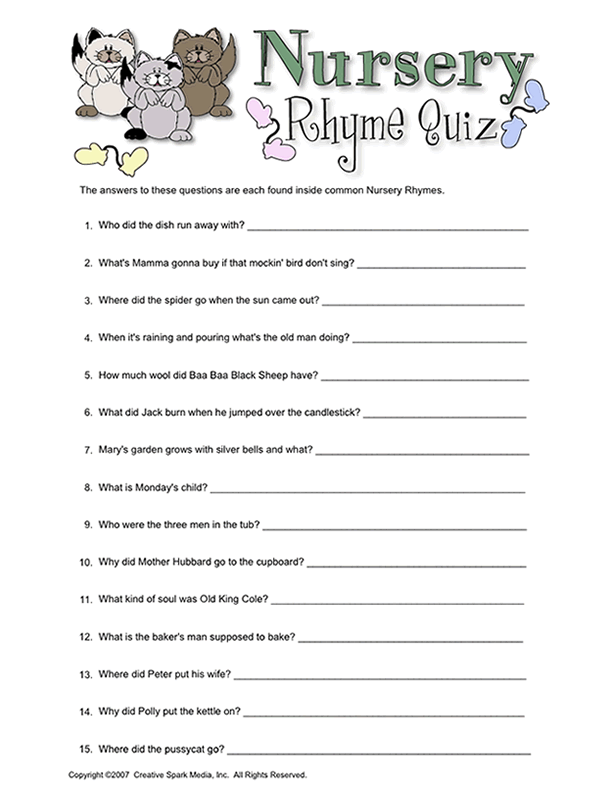 Nursery
Rhyme Quiz
The answers to these questions are each found inside common Nursery Rhymes.
1. Who did the dish run away with? ____________________
2. What's Mamma gonna buy if that mockin' bird don't sing? ____________________
3. Where did the spider go when the sun came out? ____________________
4. When it's raining and pouring what's the old man doing? ____________________
5. How much wool did Baa Baa Black Sheep have? ____________________
6. What did Jack burn when he jumped over the candlestick? ____________________
7. Mary's garden grows with silver bells and what? ____________________
8. What is Monday's child? ____________________
9. Who were the three men in the tub? ____________________
10. Why did Mother Hubbard go to the cupboard? ____________________
11. What kind of soul was Old King Cole? ____________________
12. What is the baker's man supposed to bake? ____________________
13. Where did Peter put his wife? ____________________
14. Why did Polly put the kettle on? ____________________
15. Where did the pussycat go? ____________________
Copyright ©2007 Creative Spark Media, Inc. All Rights Reserved.